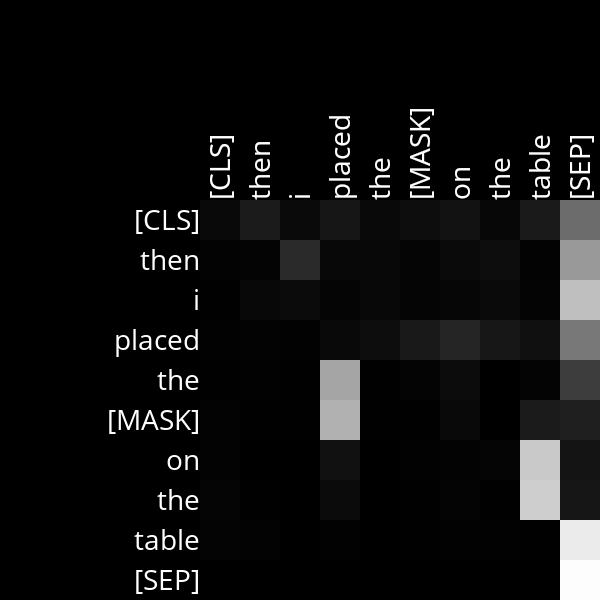 [CLS] then i placed the [MASK] on the table [SEP]
[CLS]
then
i
placed
the
[MASK]
on
the
table
[SEP]